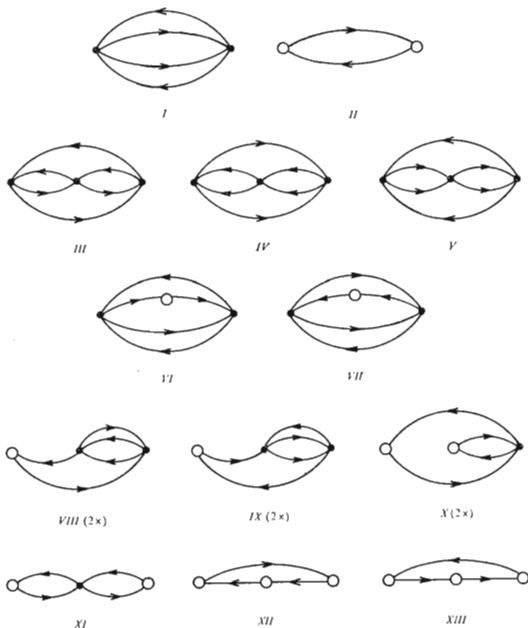 I II
III IV V
VI VII
VIII (2×) IX (2×) X (2×)
XI XII XIII